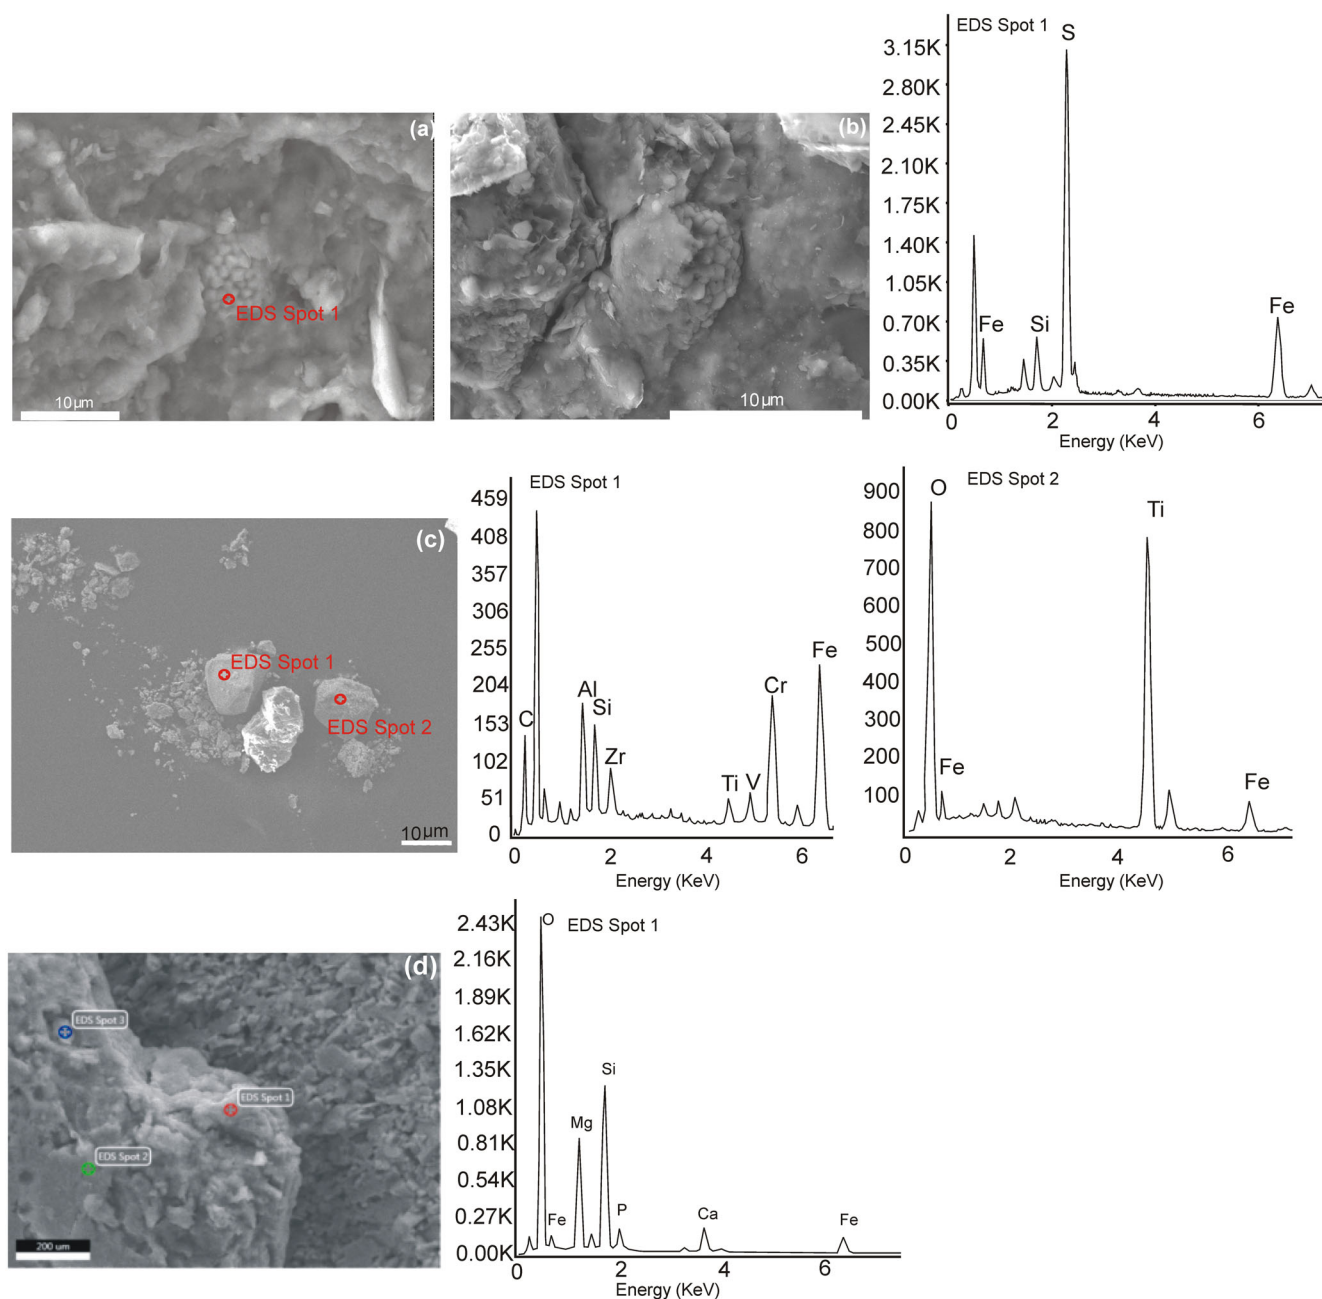 (a)
EDS Spot 1
10 µm
(b)
10 µm
EDS Spot 1
S
3.15K
2.80K
2.45K
2.10K
1.75K
1.40K
1.05K
0.70K
0.35K
0.00K
Fe
Si
Fe
0 2 4 6
Energy (KeV)
(c)
EDS Spot 1
EDS Spot 2
10µm
EDS Spot 1
459
408
357
306
255
204
153
102
51
0
C
Al
Si
Zr
Ti
V
Cr
Fe
0 2 4 6
Energy (KeV)
EDS Spot 2
900
800
700
600
500
400
300
200
100
O
Fe
Ti
Fe
0 2 4 6
Energy (KeV)
(d)
EDS Spot 3
EDS Spot 1
EDS Spot 2
200 um
EDS Spot 1
2.43K
2.16K
1.89K
1.62K
1.35K
1.08K
0.81K
0.54K
0.27K
0.00K
O
Fe
Mg
Si
P
Ca
Fe
0 2 4 6
Energy (KeV)